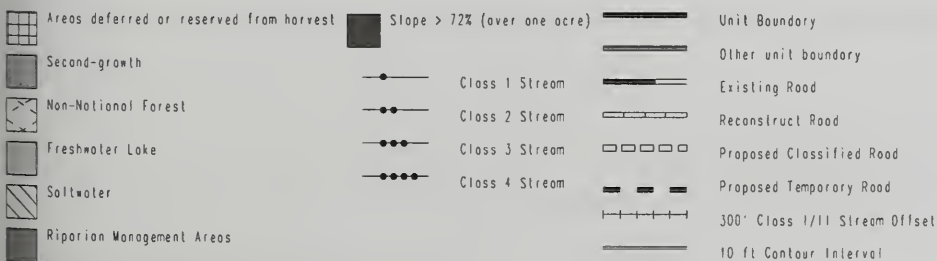 Areas deferred or reserved from harvest
Second-growth
Non-National Forest
Freshwater Lake
Saltwater
Riparian Management Areas
Slope > 72% (over one acre)
Class 1 Stream
Class 2 Stream
Class 3 Stream
Class 4 Stream
Unit Boundary
Other unit boundary
Existing Road
Reconstruct Road
Proposed Classified Road
Proposed Temporary Road
300' Class I/II Stream Offset
10 ft Contour Interval